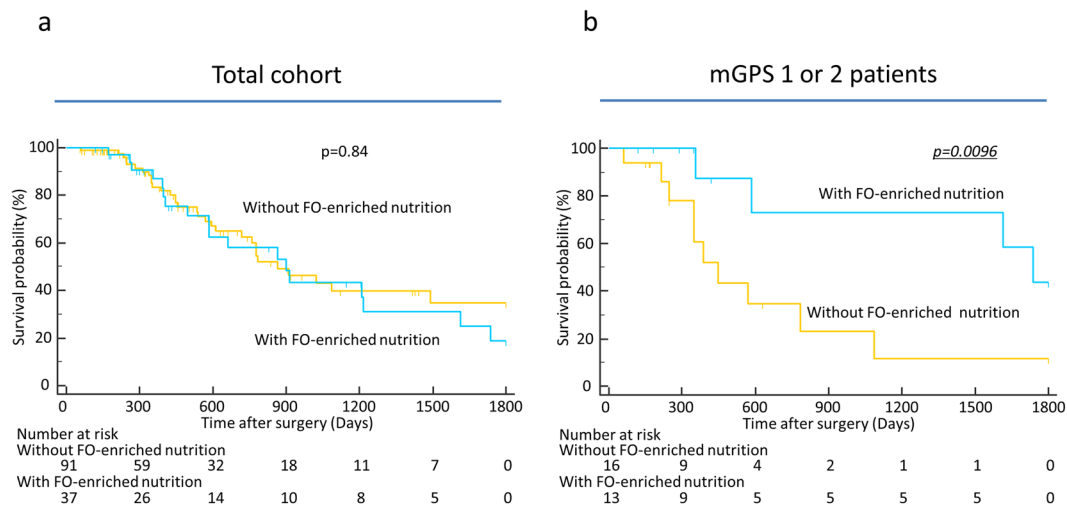 a
Total cohort
p=0.84
Without FO-enriched nutrition
With FO-enriched nutrition
Survival probability (%)
100
80
60
40
20
0
0 300 600 900 1200 1500 1800
Time after surgery (Days)
Number at risk
Without FO-enriched nutrition
91 59 32 18 11 7 0
With FO-enriched nutrition
37 26 14 10 8 5 0
b
mGPS 1 or 2 patients
p=0.0096
With FO-enriched nutrition
Without FO-enriched nutrition
Survival probability (%)
100
80
60
40
20
0
0 300 600 900 1200 1500 1800
Time after surgery (Days)
Number at risk
Without FO-enriched nutrition
16 9 4 2 1 1 0
With FO-enriched nutrition
13 9 5 5 5 5 0